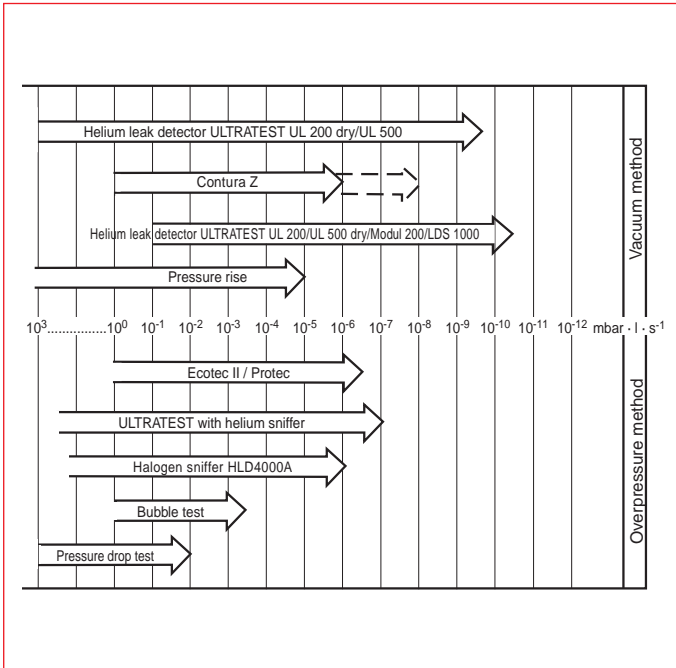 Helium leak detector ULTRATEST UL 200 dry/UL 500
Contura Z
Helium leak detector ULTRATEST UL 200/UL 500 dry/Modul 200/LDS 1000
Pressure rise
Vacuum method
10³................10⁰ 10⁻¹ 10⁻² 10⁻³ 10⁻⁴ 10⁻⁵ 10⁻⁶ 10⁻⁷ 10⁻⁸ 10⁻⁹ 10⁻¹⁰ 10⁻¹¹ 10⁻¹² mbar · l · s⁻¹
Ecotec II / Protec
ULTRATEST with helium sniffer
Halogen sniffer HLD4000A
Bubble test
Pressure drop test
Overpressure method